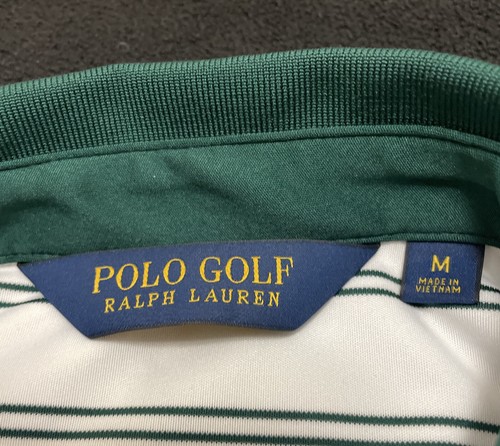 POLO GOLF
RALPH LAUREN
M
MADE IN
VIETNAM